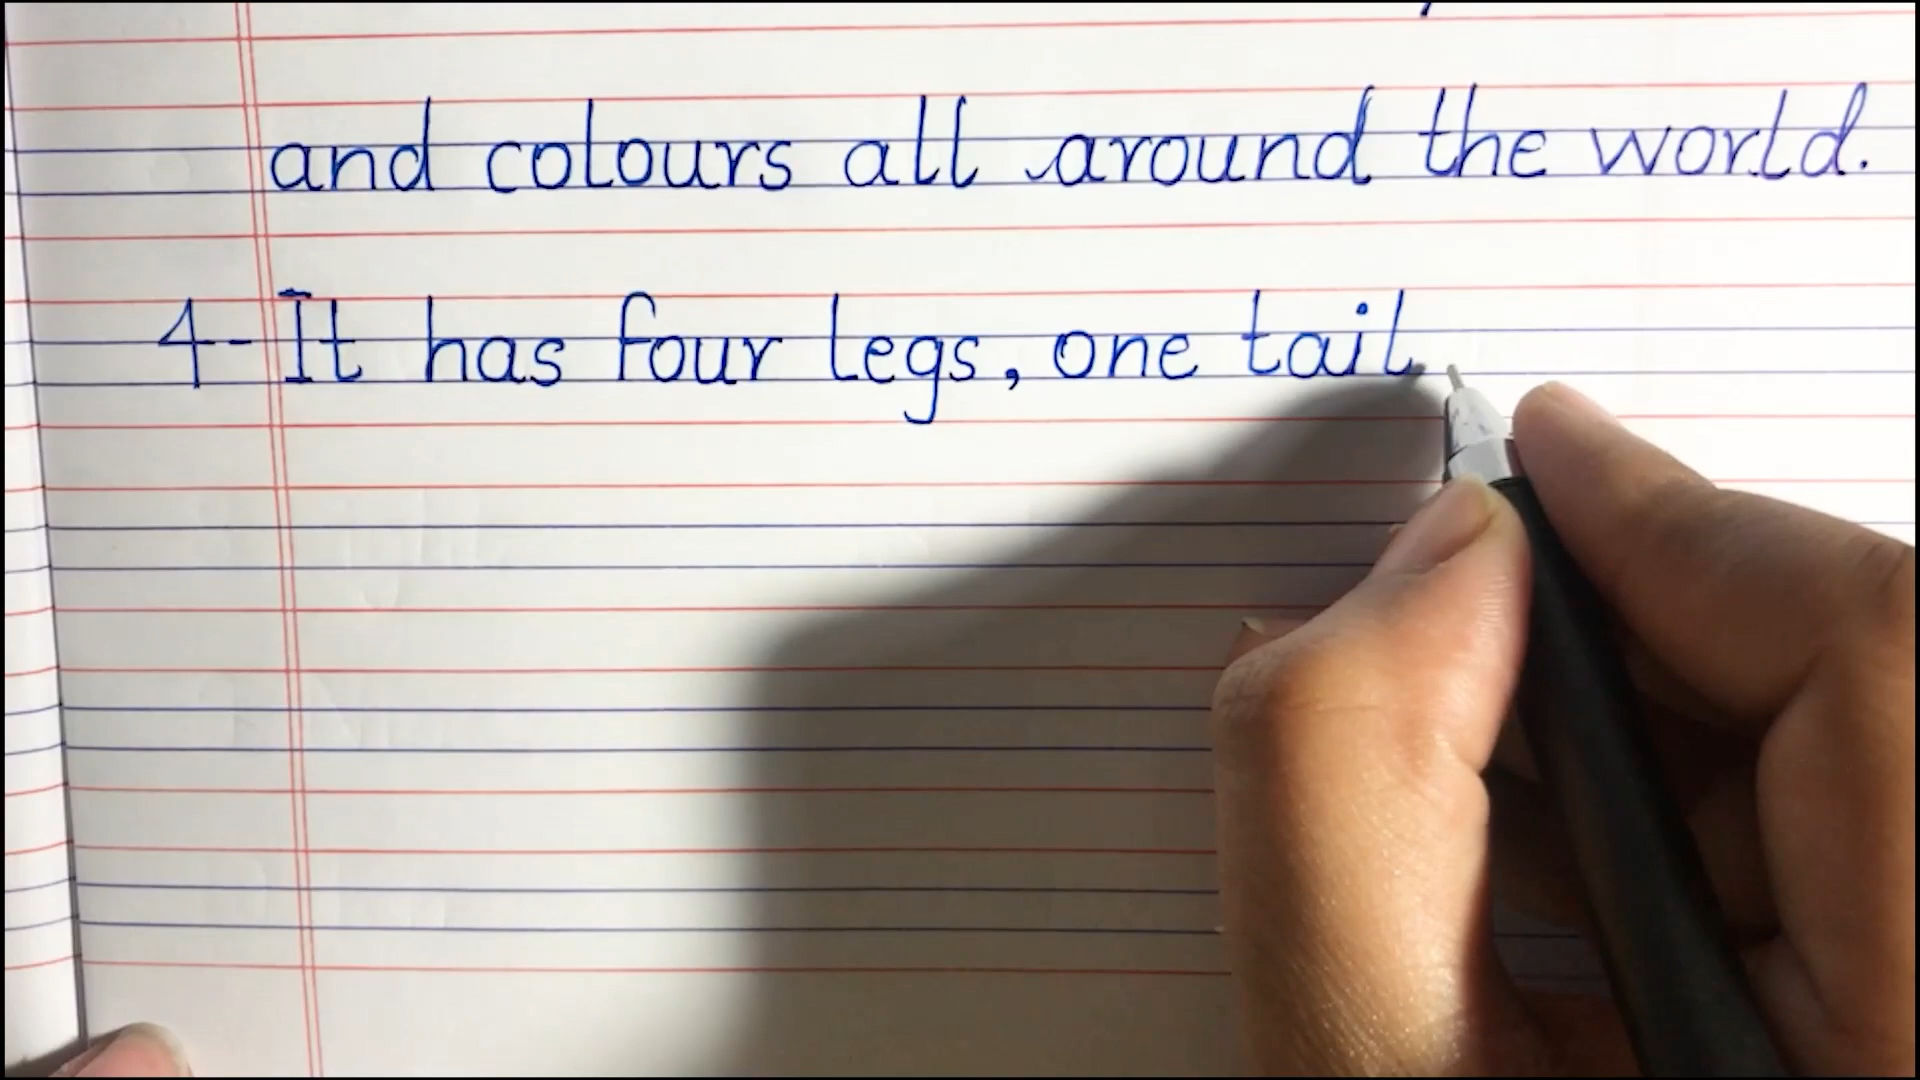 and colours all around the world.
4- It has four legs, one tail